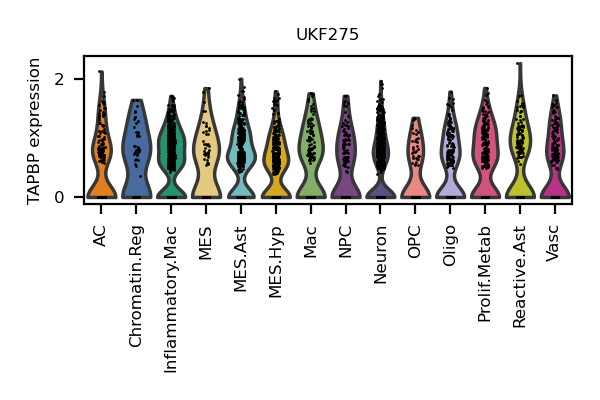 UKF275
TAPBP expression
2
0
AC
Chromatin.Reg
Inflammatory.Mac
MES
MES.Ast
MES.Hyp
Mac
NPC
Neuron
OPC
Oligo
Prolif.Metab
Reactive.Ast
Vasc